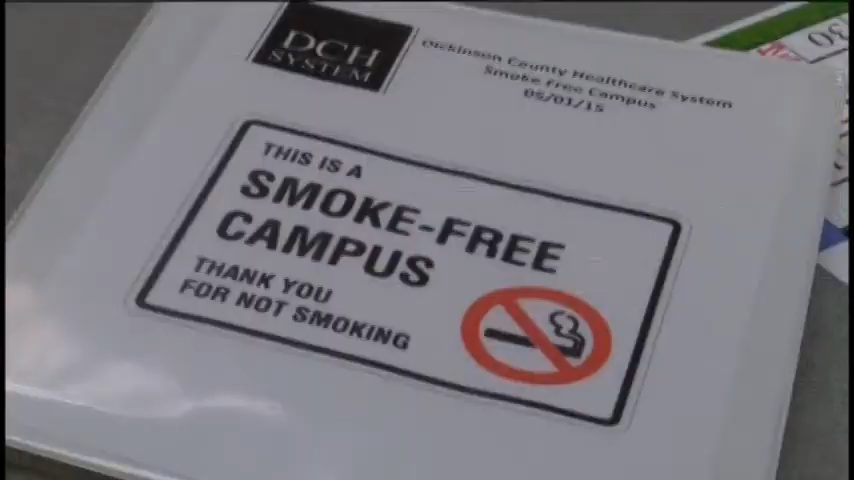 DCH
SYSTEM
Dickinson County Healthcare System
Smoke Free Campus
05/01/15
THIS IS A
SMOKE-FREE
CAMPUS
THANK YOU
FOR NOT SMOKING
30